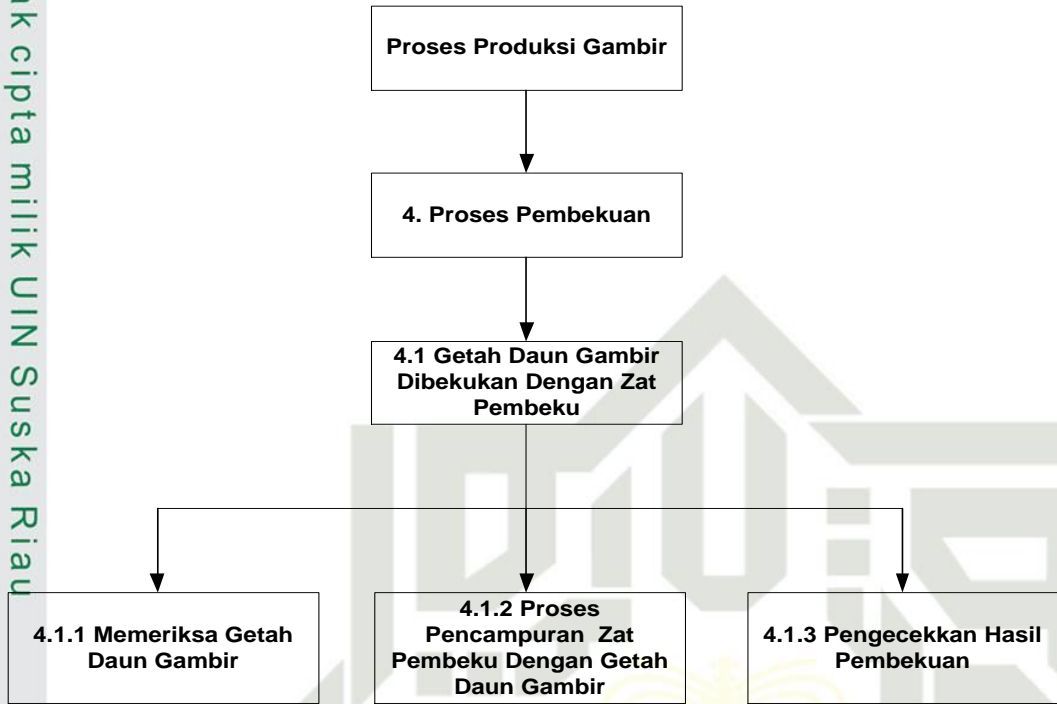 ak cipta milik UIN Suska Riau
Proses Produksi Gambir
4. Proses Pembekuan
4.1 Getah Daun Gambir
Dibekukan Dengan Zat
Pembeku
4.1.1 Memeriksa Getah
Daun Gambir
4.1.2 Proses
Pencampuran Zat
Pembeku Dengan Getah
Daun Gambir
4.1.3 Pengecekkan Hasil
Pembekuan